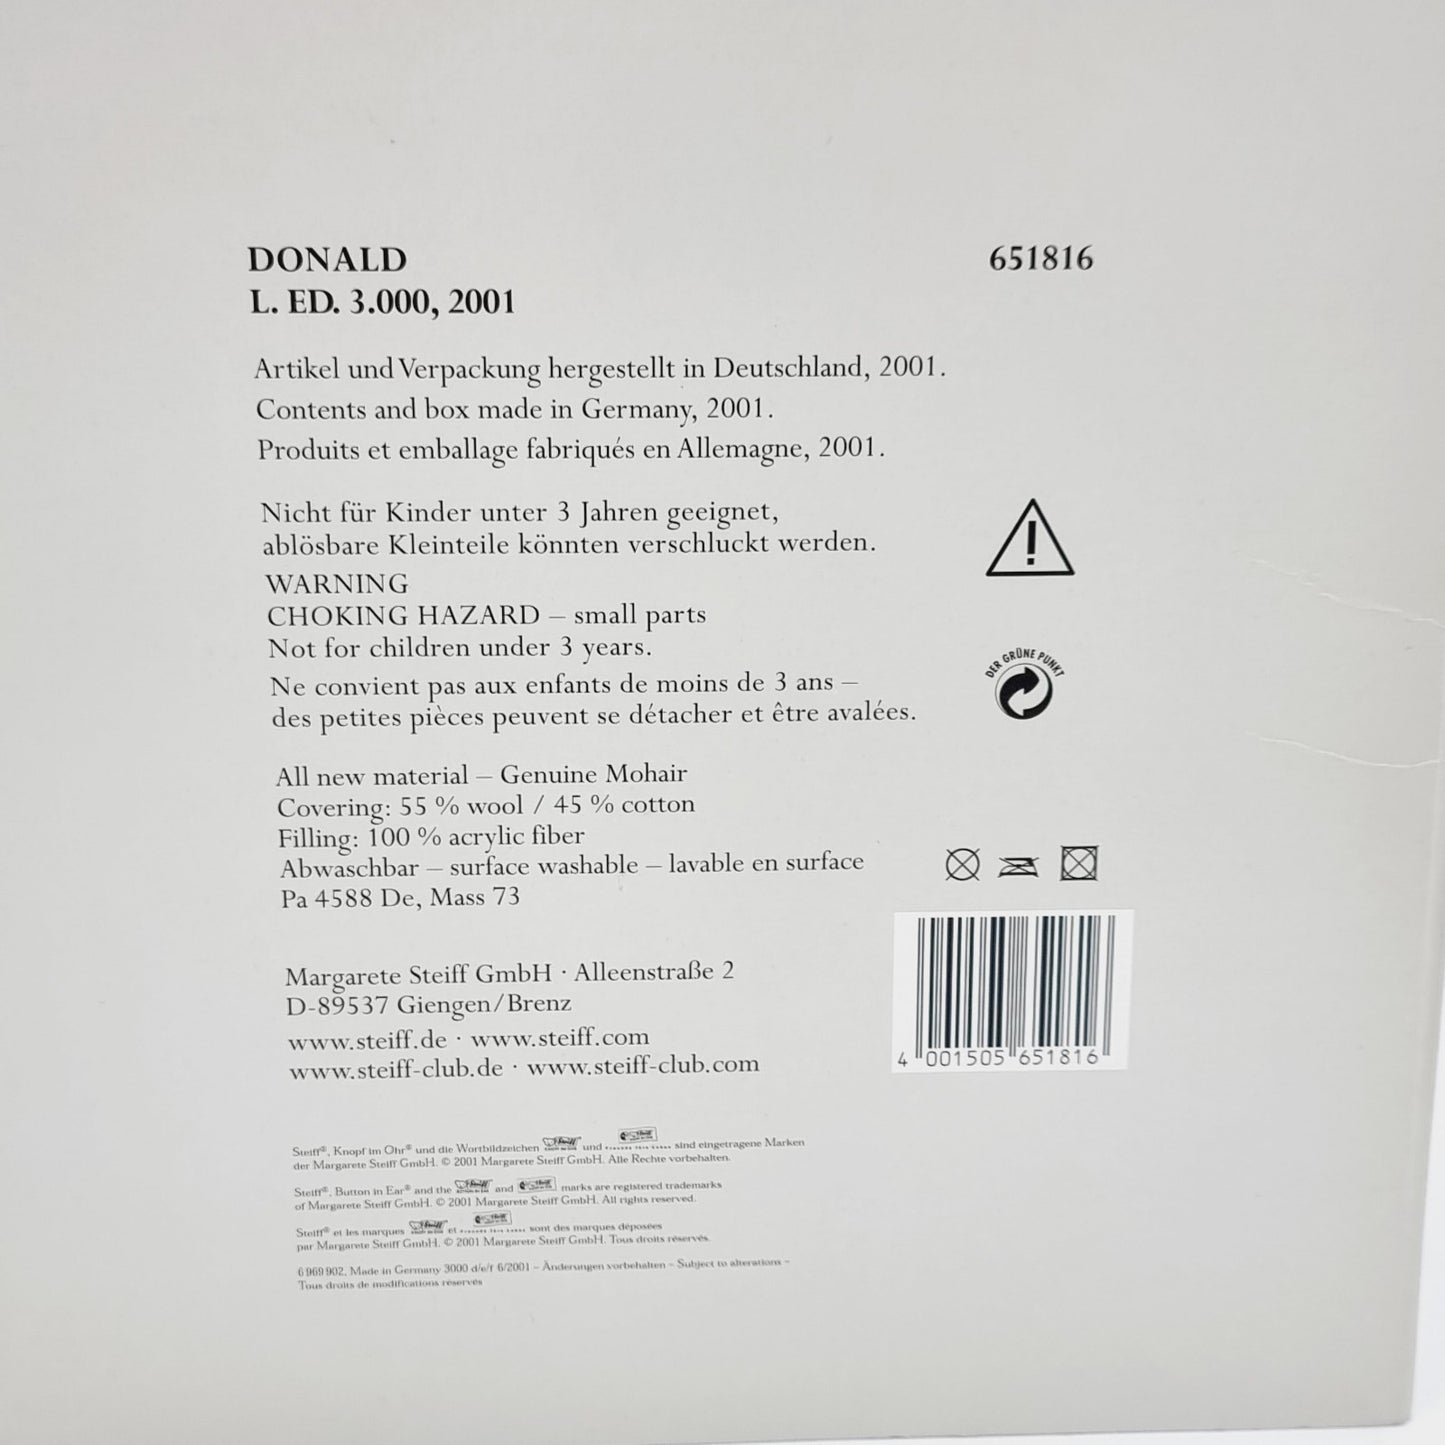 DONALD 651816
L. ED. 3.000, 2001
Artikel und Verpackung hergestellt in Deutschland, 2001.
Contents and box made in Germany, 2001.
Produits et emballage fabriqués en Allemagne, 2001.
Nicht für Kinder unter 3 Jahren geeignet,
ablösbare Kleinteile könnten verschluckt werden.
WARNING
CHOKING HAZARD – small parts
Not for children under 3 years.
DER GRÜNE PUNKT
Ne convient pas aux enfants de moins de 3 ans –
des petites pièces peuvent se détacher et être avalées.
All new material – Genuine Mohair
Covering: 55 % wool / 45 % cotton
Filling: 100 % acrylic fiber
Abwaschbar – surface washable – lavable en surface
Pa 4588 De, Mass 73
Margarete Steiff GmbH · Alleenstraße 2
D-89537 Giengen/Brenz
www.steiff.de · www.steiff.com
www.steiff-club.de · www.steiff-club.com
4 001505 651816
Steiff®, Knopf im Ohr® und die Wortbildzeichen Steiff und Steiff sind eingetragene Marken
der Margarete Steiff GmbH. © 2001 Margarete Steiff GmbH. Alle Rechte vorbehalten.
Steiff®, Button in Ear® and the Steiff and Steiff marks are registered trademarks
of Margarete Steiff GmbH. © 2001 Margarete Steiff GmbH. All rights reserved.
Steiff® et les marques Steiff et Steiff sont des marques déposées
par Margarete Steiff GmbH. © 2001 Margarete Steiff GmbH. Tous droits réservés.
6 969 902. Made in Germany 3000 d/e/f 6/2001 – Änderungen vorbehalten – Subject to alterations –
Tous droits de modifications réservés